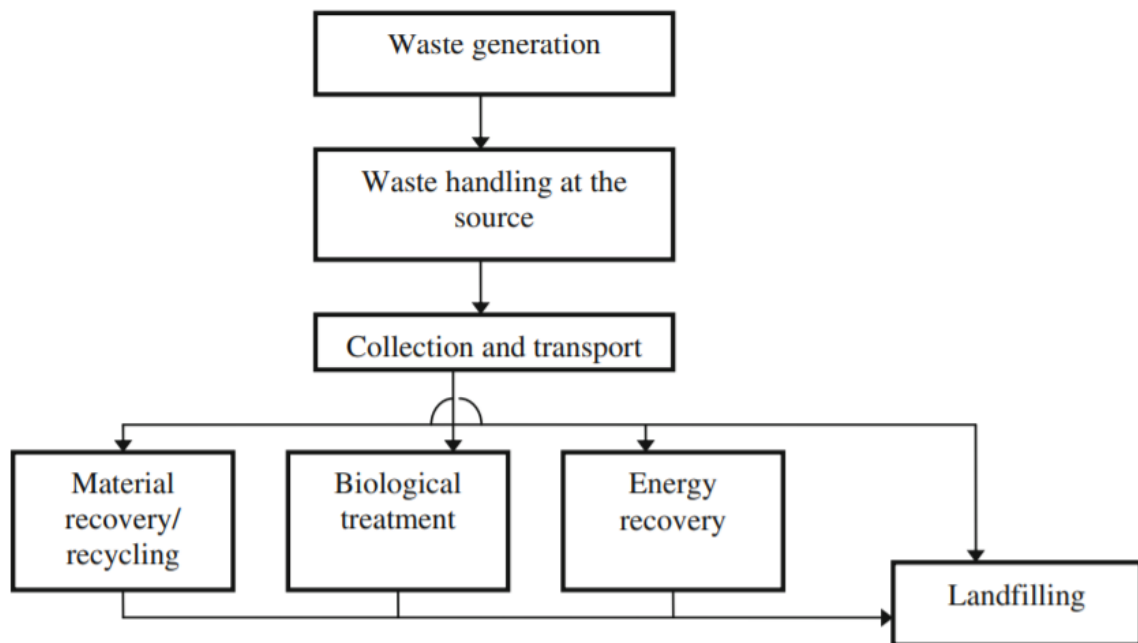 Waste generation
Waste handling at the
source
Collection and transport
Material
recovery/
recycling
Biological
treatment
Energy
recovery
Landfilling